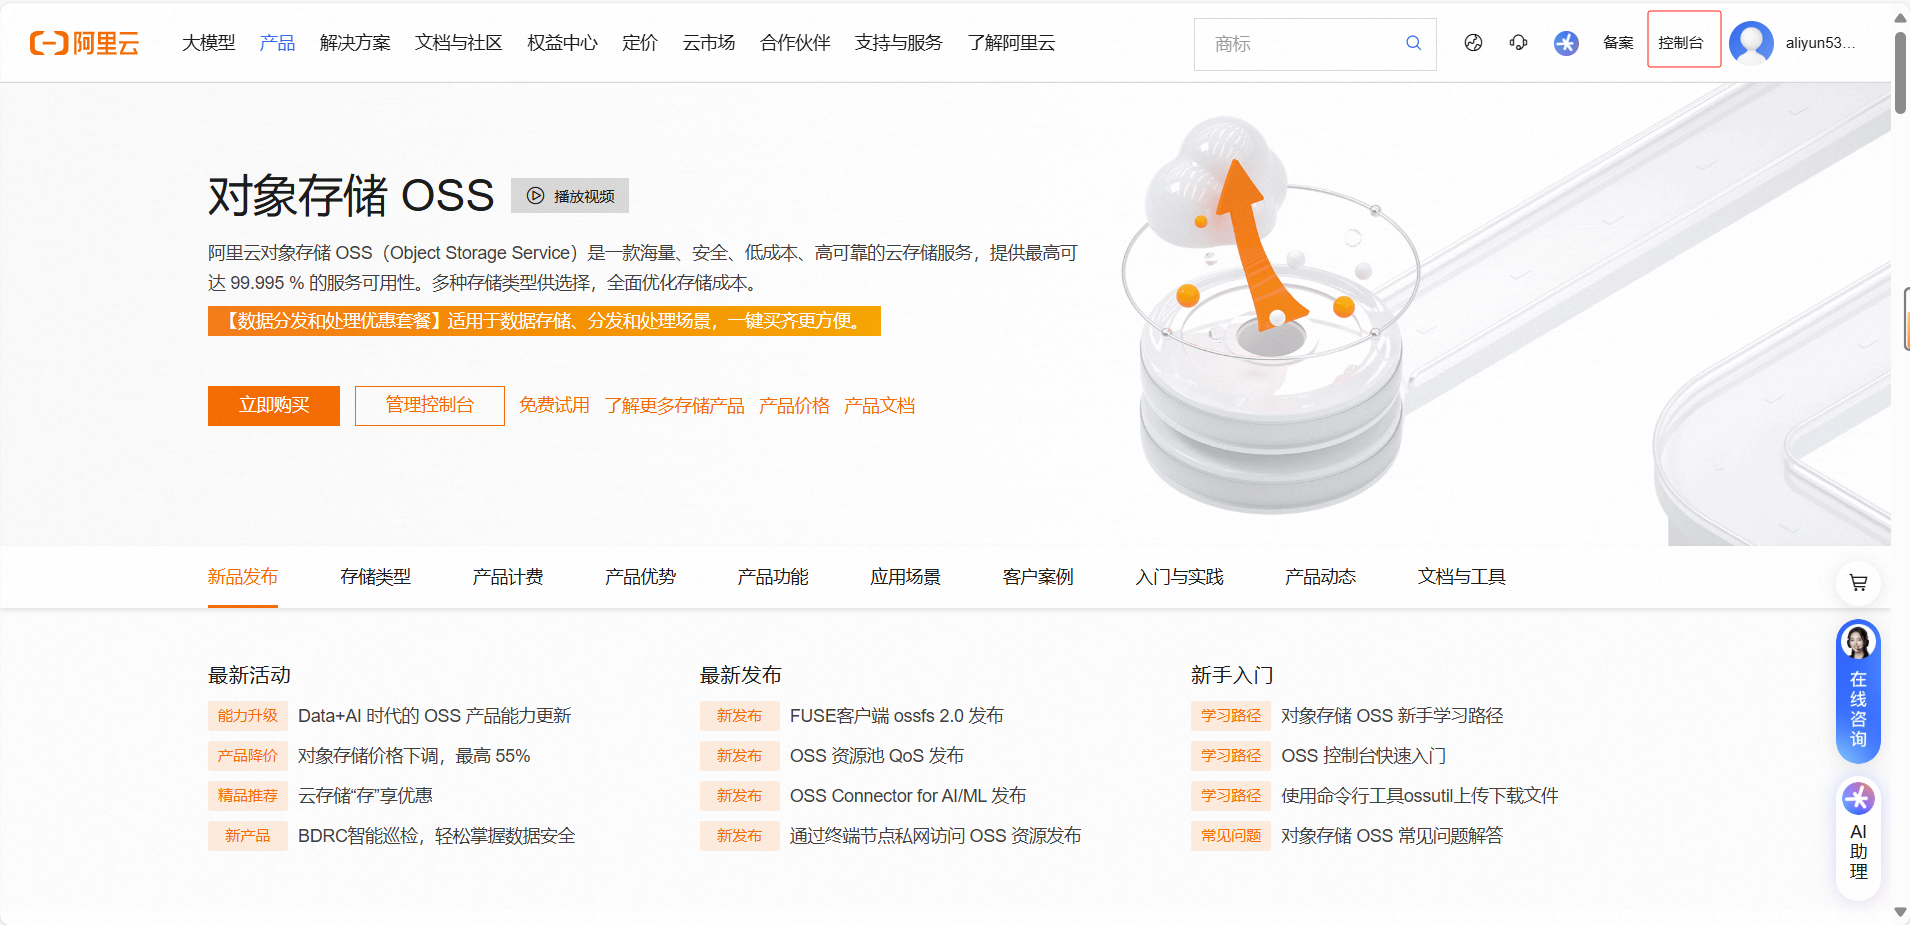 阿里云
大模型 产品 解决方案 文档与社区 权益中心 定价 云市场 合作伙伴 支持与服务 了解阿里云
商标
备案 控制台 aliyun53...
对象存储 OSS
播放视频
阿里云对象存储 OSS（Object Storage Service）是一款海量、安全、低成本、高可靠的云存储服务，提供最高可
达 99.995 % 的服务可用性。多种存储类型供选择，全面优化存储成本。
【数据分发和处理优惠套餐】适用于数据存储、分发和处理场景，一键买齐更方便。
立即购买 管理控制台 免费试用 了解更多存储产品 产品价格 产品文档
新品发布 存储类型 产品计费 产品优势 产品功能 应用场景 客户案例 入门与实践 产品动态 文档与工具
最新活动
能力升级 Data+AI 时代的 OSS 产品能力更新
产品降价 对象存储价格下调，最高 55%
精品推荐 云存储“存”享优惠
新产品 BDRC智能巡检，轻松掌握数据安全
最新发布
新发布 FUSE客户端 ossfs 2.0 发布
新发布 OSS 资源池 QoS 发布
新发布 OSS Connector for AI/ML 发布
新发布 通过终端节点私网访问 OSS 资源发布
新手入门
学习路径 对象存储 OSS 新手学习路径
学习路径 OSS 控制台快速入门
学习路径 使用命令行工具ossutil上传下载文件
常见问题 对象存储 OSS 常见问题解答
在
线
咨
询
AI
助
理